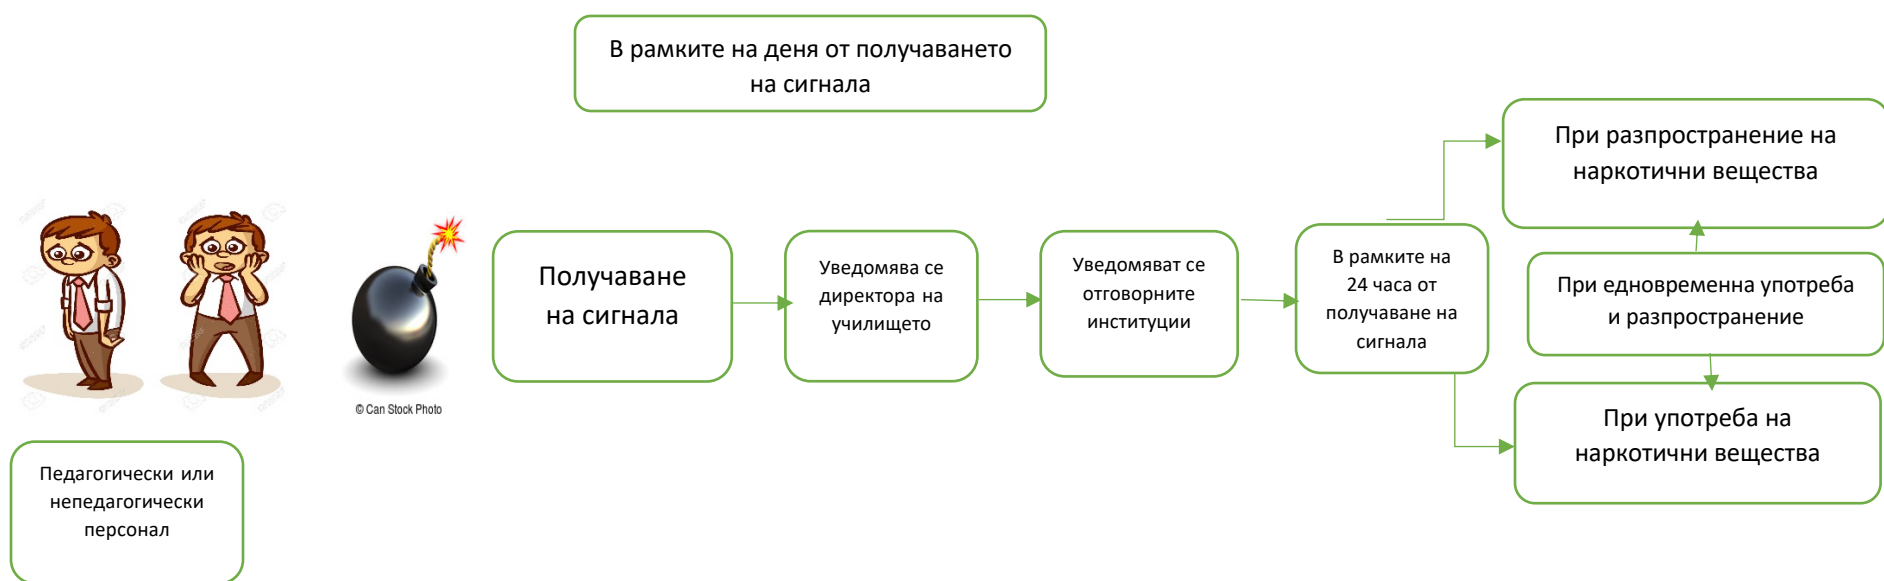 В рамките на деня от получаването
на сигнала
При разпространение на
наркотични вещества
Получаване
на сигнала
Уведомява се
директора на
училището
Уведомяват се
отговорните
институции
В рамките на
24 часа от
получаване на
сигнала
При едновременна употреба
и разпространение
При употреба на
наркотични вещества
© Can Stock Photo
Педагогически или
непедагогически
персонал